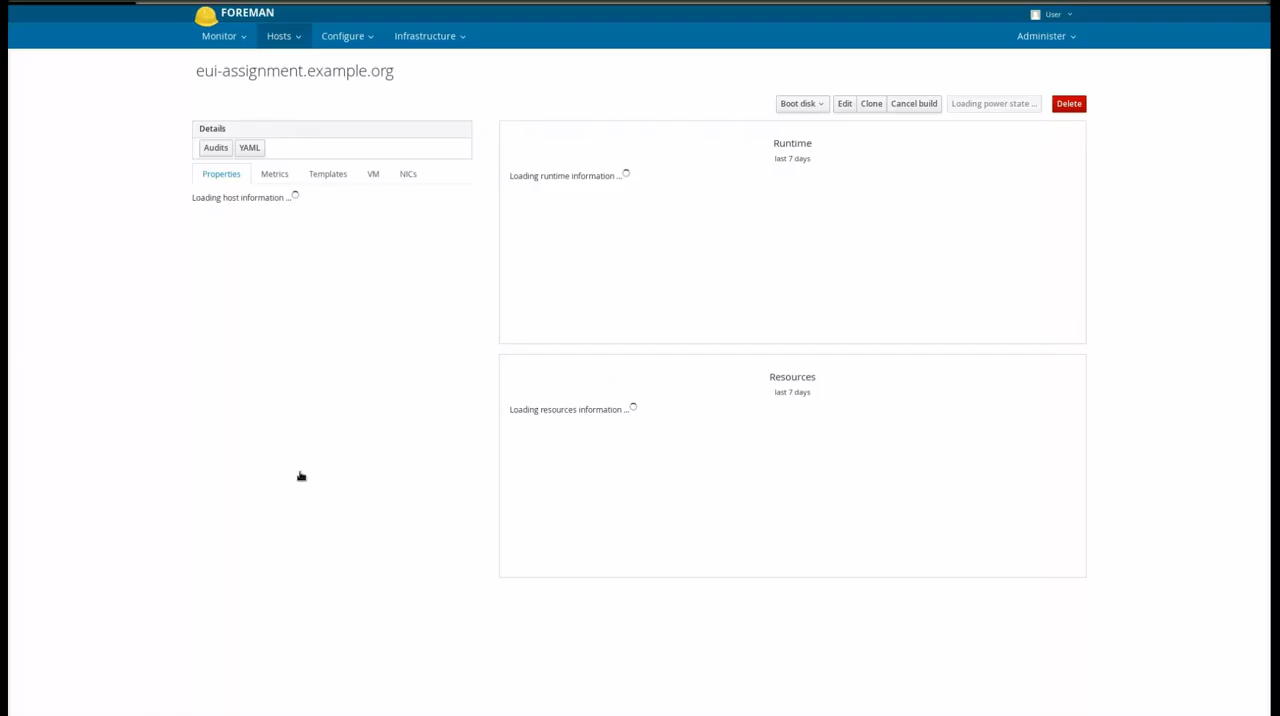 FOREMAN
User
Monitor
Hosts
Configure
Infrastructure
Administer
eui-assignment.example.org
Boot disk
Edit
Clone
Cancel build
Loading power state ...
Delete
Details
Audits
YAML
Properties
Metrics
Templates
VM
NICs
Loading host information ...
Runtime
last 7 days
Loading runtime information ...
Resources
last 7 days
Loading resources information ...